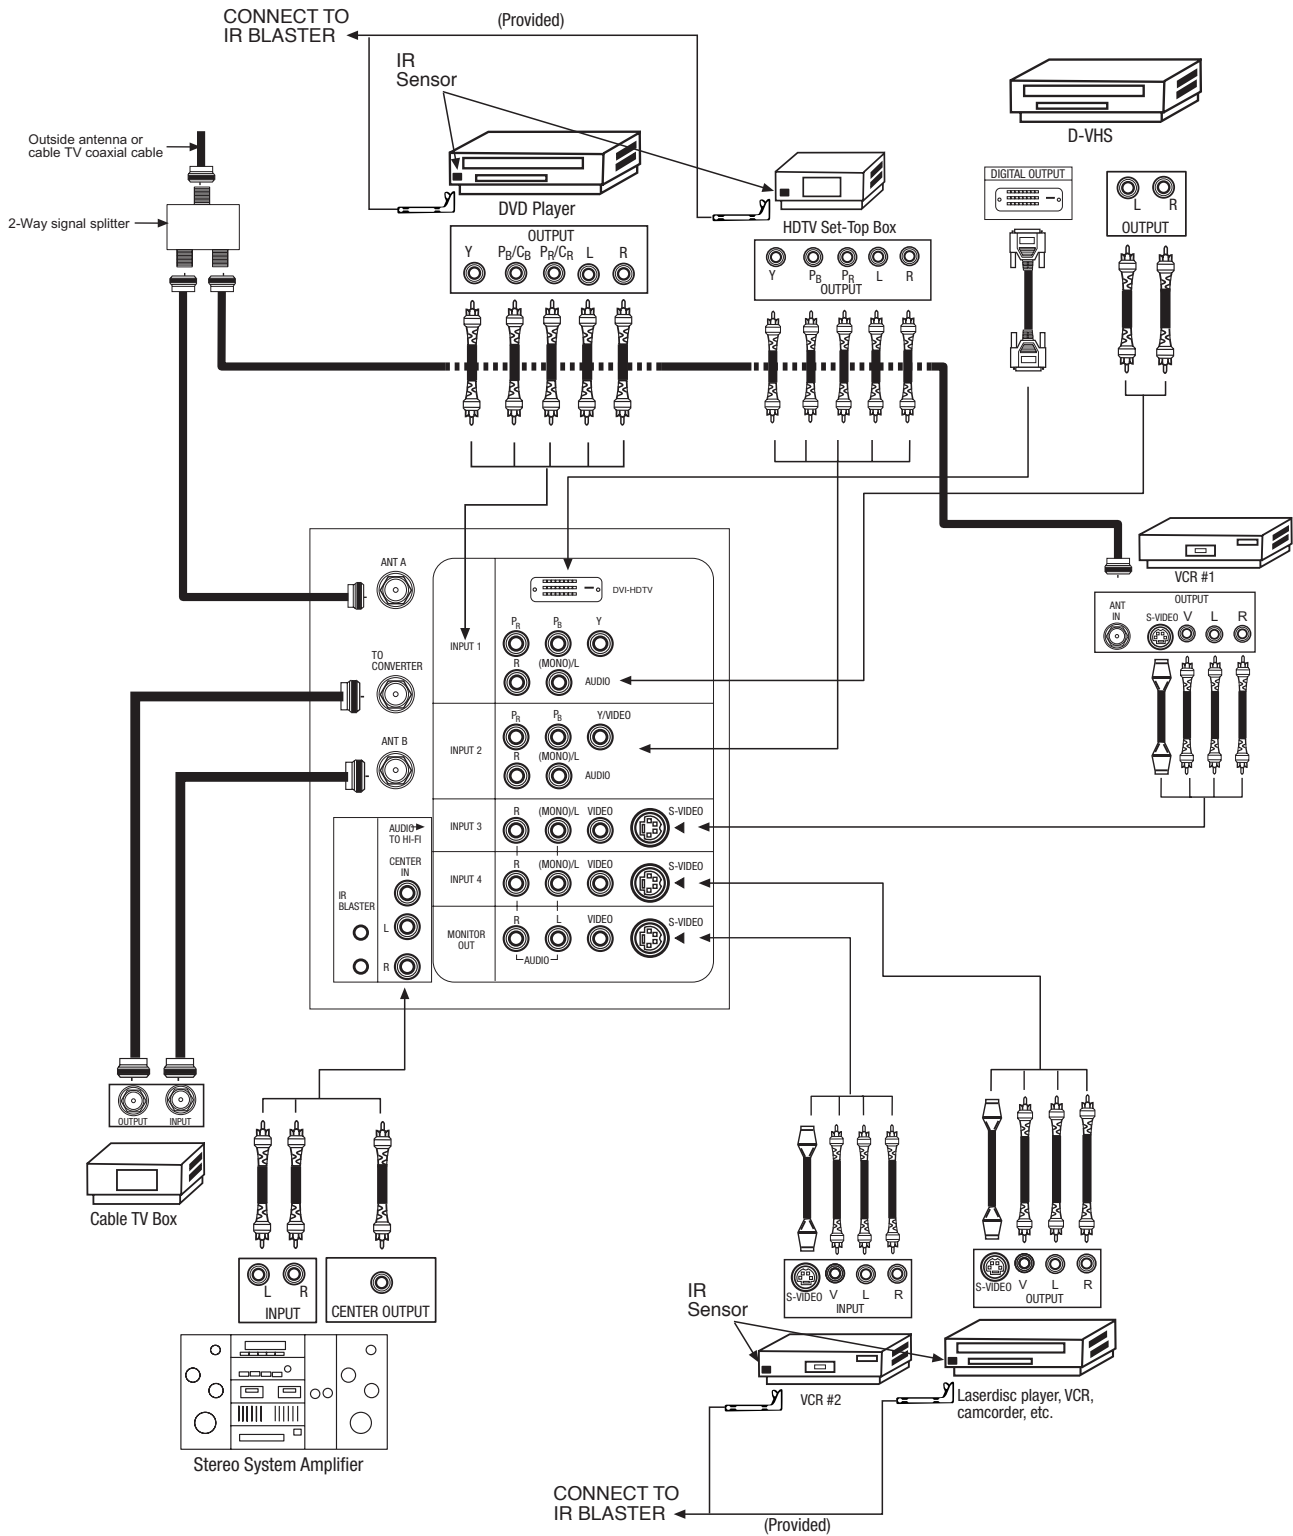 CONNECT TO
IR BLASTER
(Provided)
IR
Sensor
D-VHS
Outside antenna or
cable TV coaxial cable
2-Way signal splitter
DVD Player
HDTV Set-Top Box
DIGITAL OUTPUT
L R
OUTPUT
OUTPUT
Y PB/CB PR/CR L R
Y PB PR L R
OUTPUT
VCR #1
OUTPUT
ANT
IN
S-VIDEO V L R
ANT A
DVI-HDTV
INPUT 1
PR PB Y
R (MONO)/L
AUDIO
TO
CONVERTER
ANT B
INPUT 2
PR PB Y/VIDEO
R (MONO)/L
AUDIO
AUDIO
TO HI-FI
INPUT 3
R (MONO)/L VIDEO S-VIDEO
CENTER
IN
INPUT 4
R (MONO)/L VIDEO S-VIDEO
IR
BLASTER
L
R
MONITOR
OUT
R L VIDEO S-VIDEO
AUDIO
OUTPUT INPUT
Cable TV Box
L R
INPUT
CENTER OUTPUT
Stereo System Amplifier
S-VIDEO V L R
INPUT
S-VIDEO V L R
OUTPUT
IR
Sensor
VCR #2
Laserdisc player, VCR,
camcorder, etc.
CONNECT TO
IR BLASTER
(Provided)